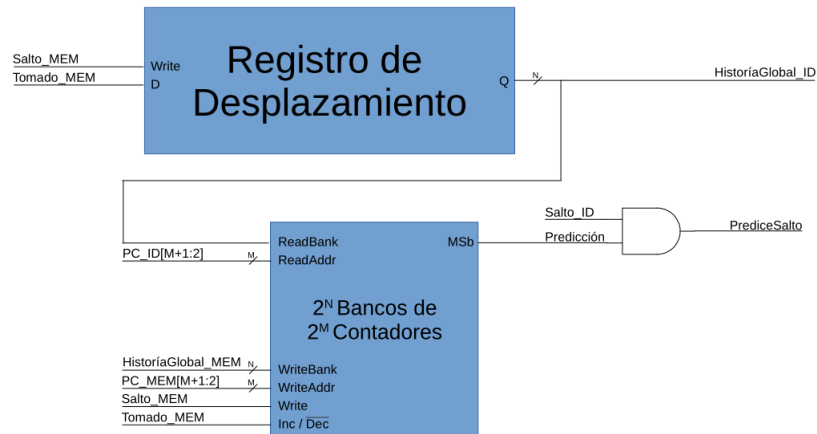 Salto_MEM
Tomado_MEM
Write
D
Registro de
Desplazamiento
Q
N
HistoríaGlobal_ID
Salto_ID
Predicción
PrediceSalto
PC_ID[M+1:2]
M
ReadBank
ReadAddr
MSb
2ᴺ Bancos de
2ᴹ Contadores
HistoríaGlobal_MEM
N
PC_MEM[M+1:2]
M
Salto_MEM
Tomado_MEM
WriteBank
WriteAddr
Write
Inc / Dec